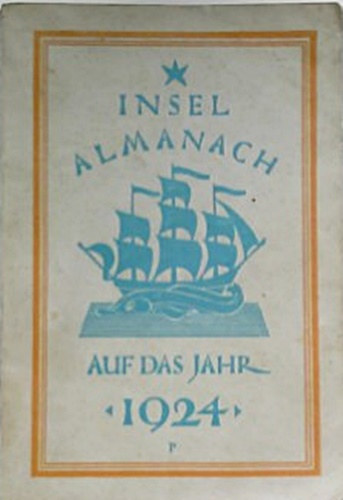 INSEL
ALMANACH
AUF DAS JAHR
1924
P